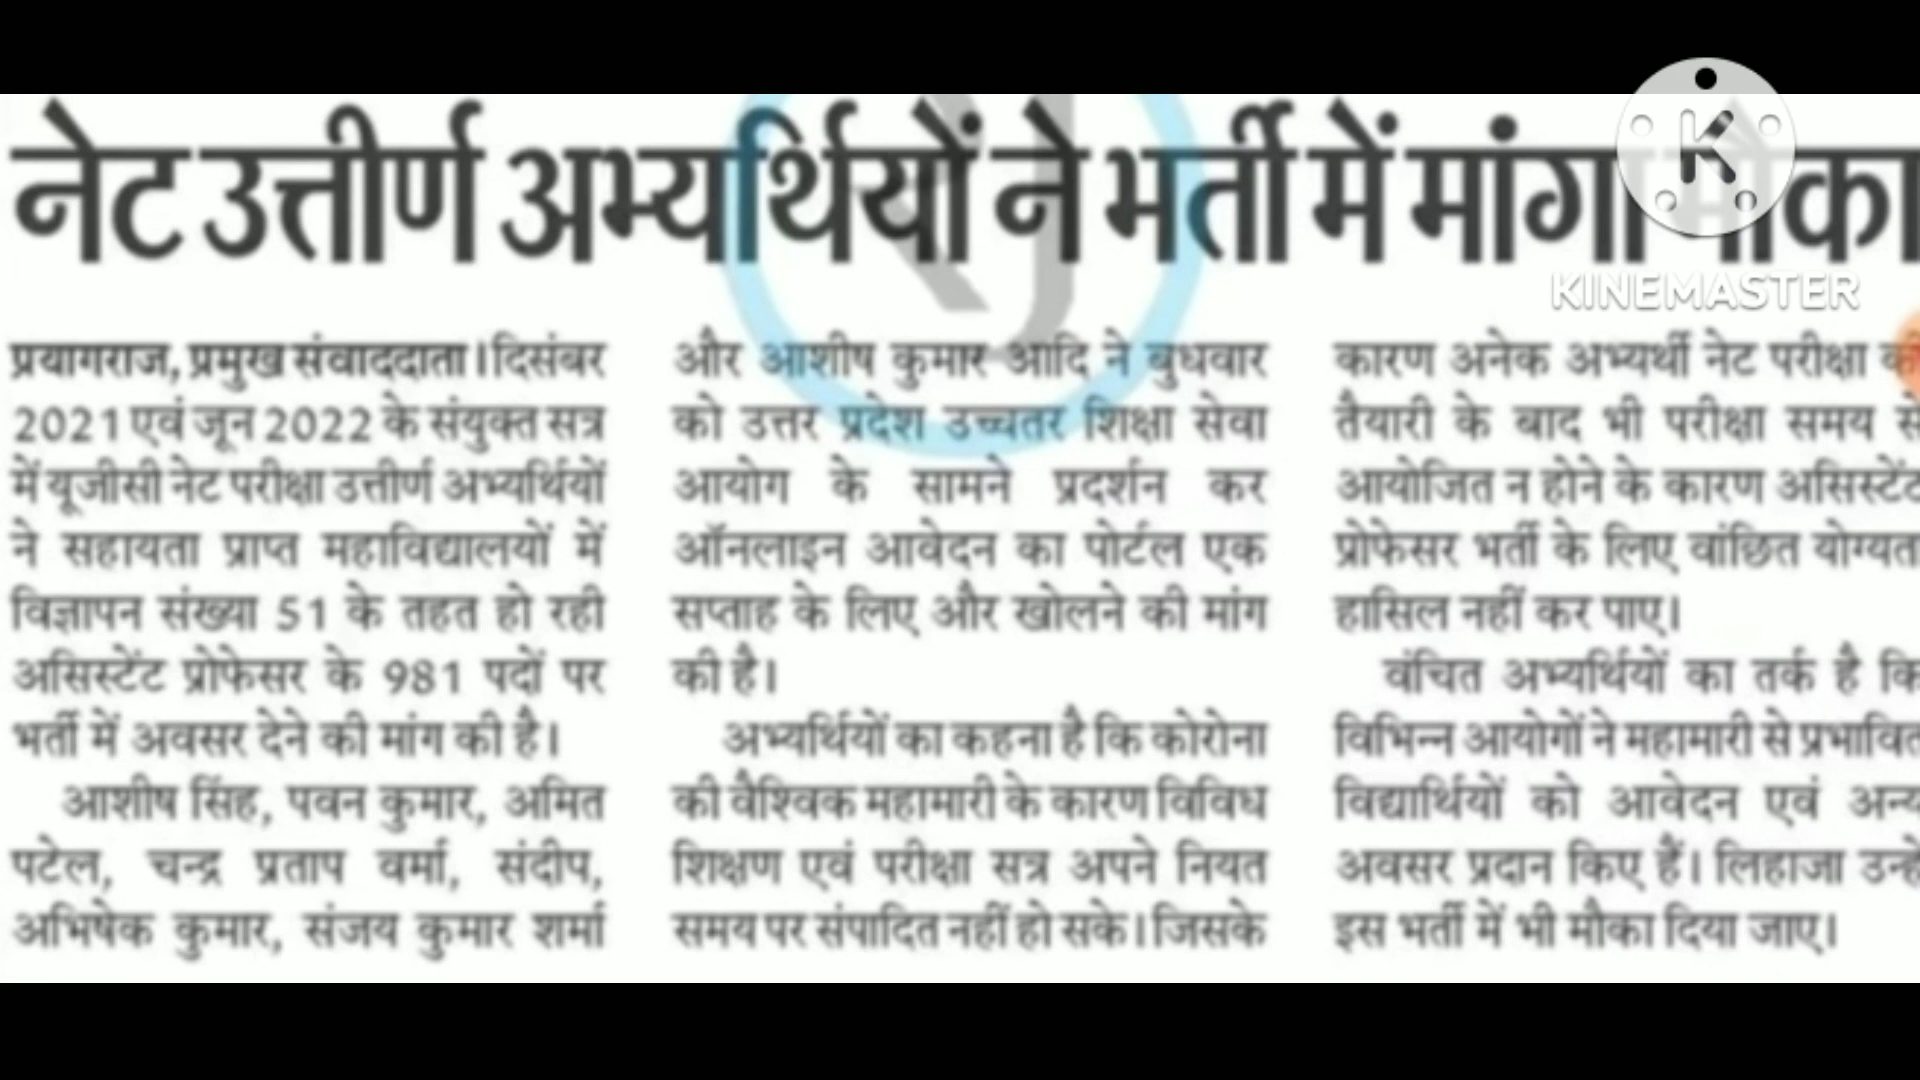 नेट उत्तीर्ण अभ्यर्थियों ने भर्ती में मांगा मौका
KINEMASTER
प्रयागराज, प्रमुख संवाददाता। दिसंबर
2021 एवं जून 2022 के संयुक्त सत्र
में यूजीसी नेट परीक्षा उत्तीर्ण अभ्यर्थियों
ने सहायता प्राप्त महाविद्यालयों में
विज्ञापन संख्या 51 के तहत हो रही
असिस्टेंट प्रोफेसर के 981 पदों पर
भर्ती में अवसर देने की मांग की है।
आशीष सिंह, पवन कुमार, अमित
पटेल, चन्द्र प्रताप वर्मा, संदीप,
अभिषेक कुमार, संजय कुमार शर्मा
और आशीष कुमार आदि ने बुधवार
को उत्तर प्रदेश उच्चतर शिक्षा सेवा
आयोग के सामने प्रदर्शन कर
ऑनलाइन आवेदन का पोर्टल एक
सप्ताह के लिए और खोलने की मांग
की है।
अभ्यर्थियों का कहना है कि कोरोना
की वैश्विक महामारी के कारण विविध
शिक्षण एवं परीक्षा सत्र अपने नियत
समय पर संपादित नहीं हो सके। जिसके
कारण अनेक अभ्यर्थी नेट परीक्षा की
तैयारी के बाद भी परीक्षा समय से
आयोजित न होने के कारण असिस्टेंट
प्रोफेसर भर्ती के लिए वांछित योग्यता
हासिल नहीं कर पाए।
वंचित अभ्यर्थियों का तर्क है कि
विभिन्न आयोगों ने महामारी से प्रभावित
विद्यार्थियों को आवेदन एवं अन्य
अवसर प्रदान किए हैं। लिहाजा उन्हें
इस भर्ती में भी मौका दिया जाए।